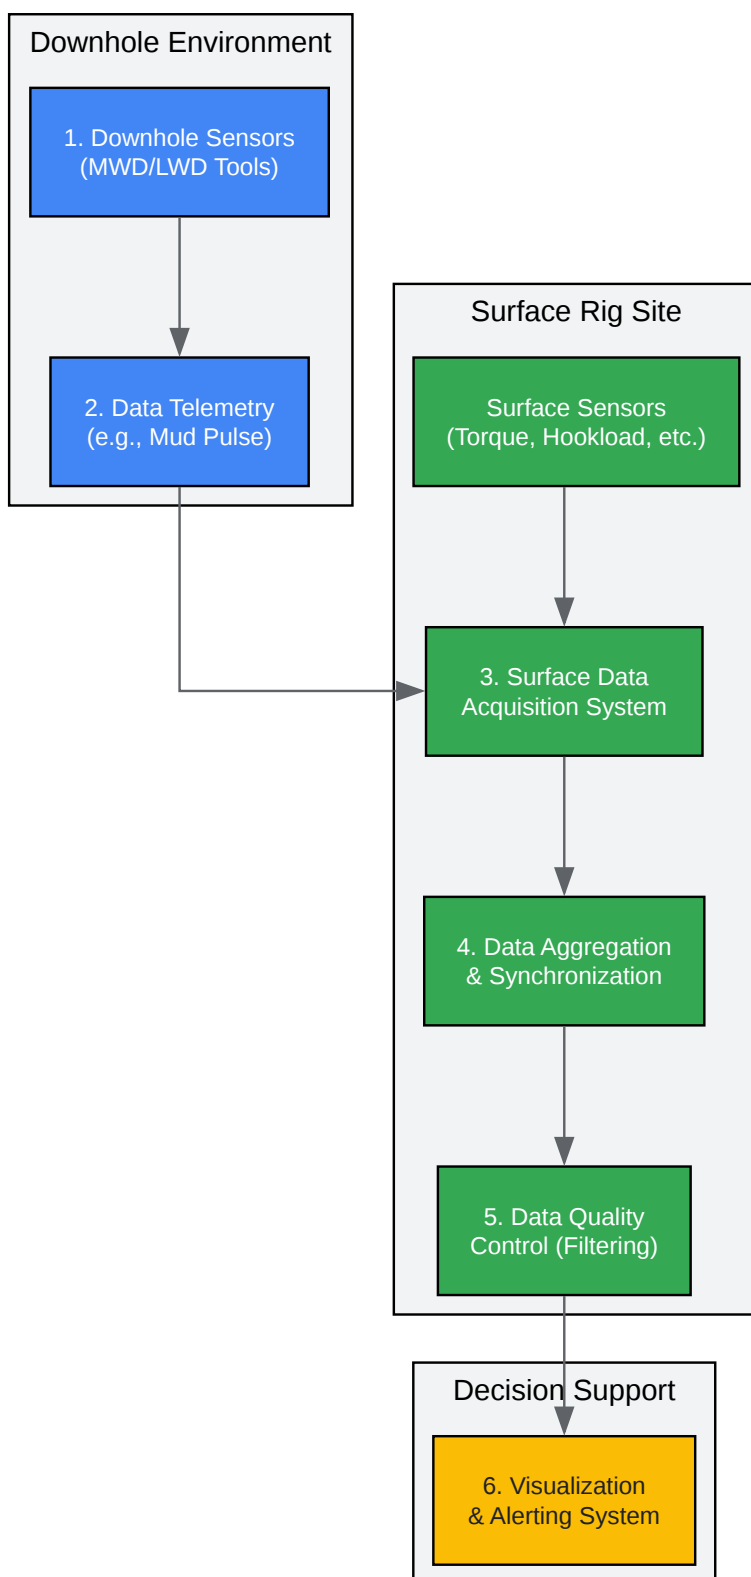 Downhole Environment
1. Downhole Sensors
(MWD/LWD Tools)
2. Data Telemetry
(e.g., Mud Pulse)
Surface Rig Site
Surface Sensors
(Torque, Hookload, etc.)
3. Surface Data
Acquisition System
4. Data Aggregation
& Synchronization
5. Data Quality
Control (Filtering)
Decision Support
6. Visualization
& Alerting System